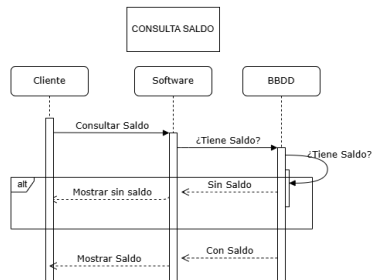 CONSULTA SALDO
Cliente
Software
BBDD
Consultar Saldo
¿Tiene Saldo?
¿Tiene Saldo?
alt
Sin Saldo
Mostrar sin saldo
Con Saldo
Mostrar Saldo